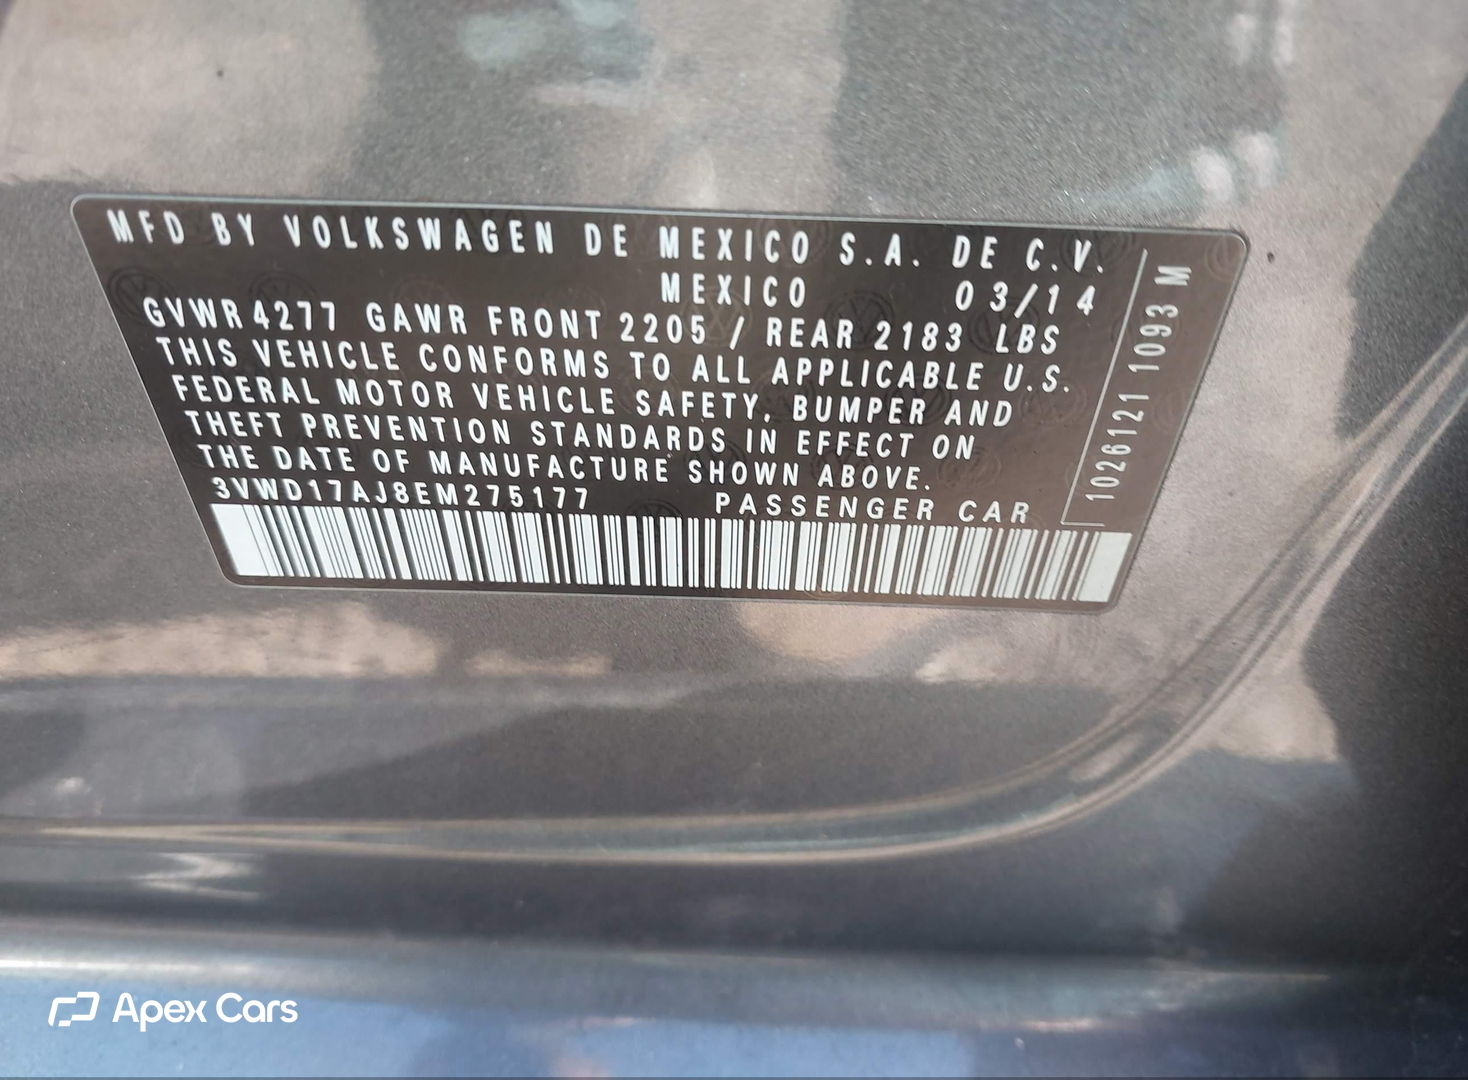 MFD BY VOLKSWAGEN DE MEXICO S.A. DE C.V.
MEXICO 03/14
GVWR 4277 GAWR FRONT 2205 / REAR 2183 LBS
THIS VEHICLE CONFORMS TO ALL APPLICABLE U.S.
FEDERAL MOTOR VEHICLE SAFETY, BUMPER AND
THEFT PREVENTION STANDARDS IN EFFECT ON
THE DATE OF MANUFACTURE SHOWN ABOVE.
3VWD17AJ8EM275177 PASSENGER CAR
1026121 1093 M
Apex Cars